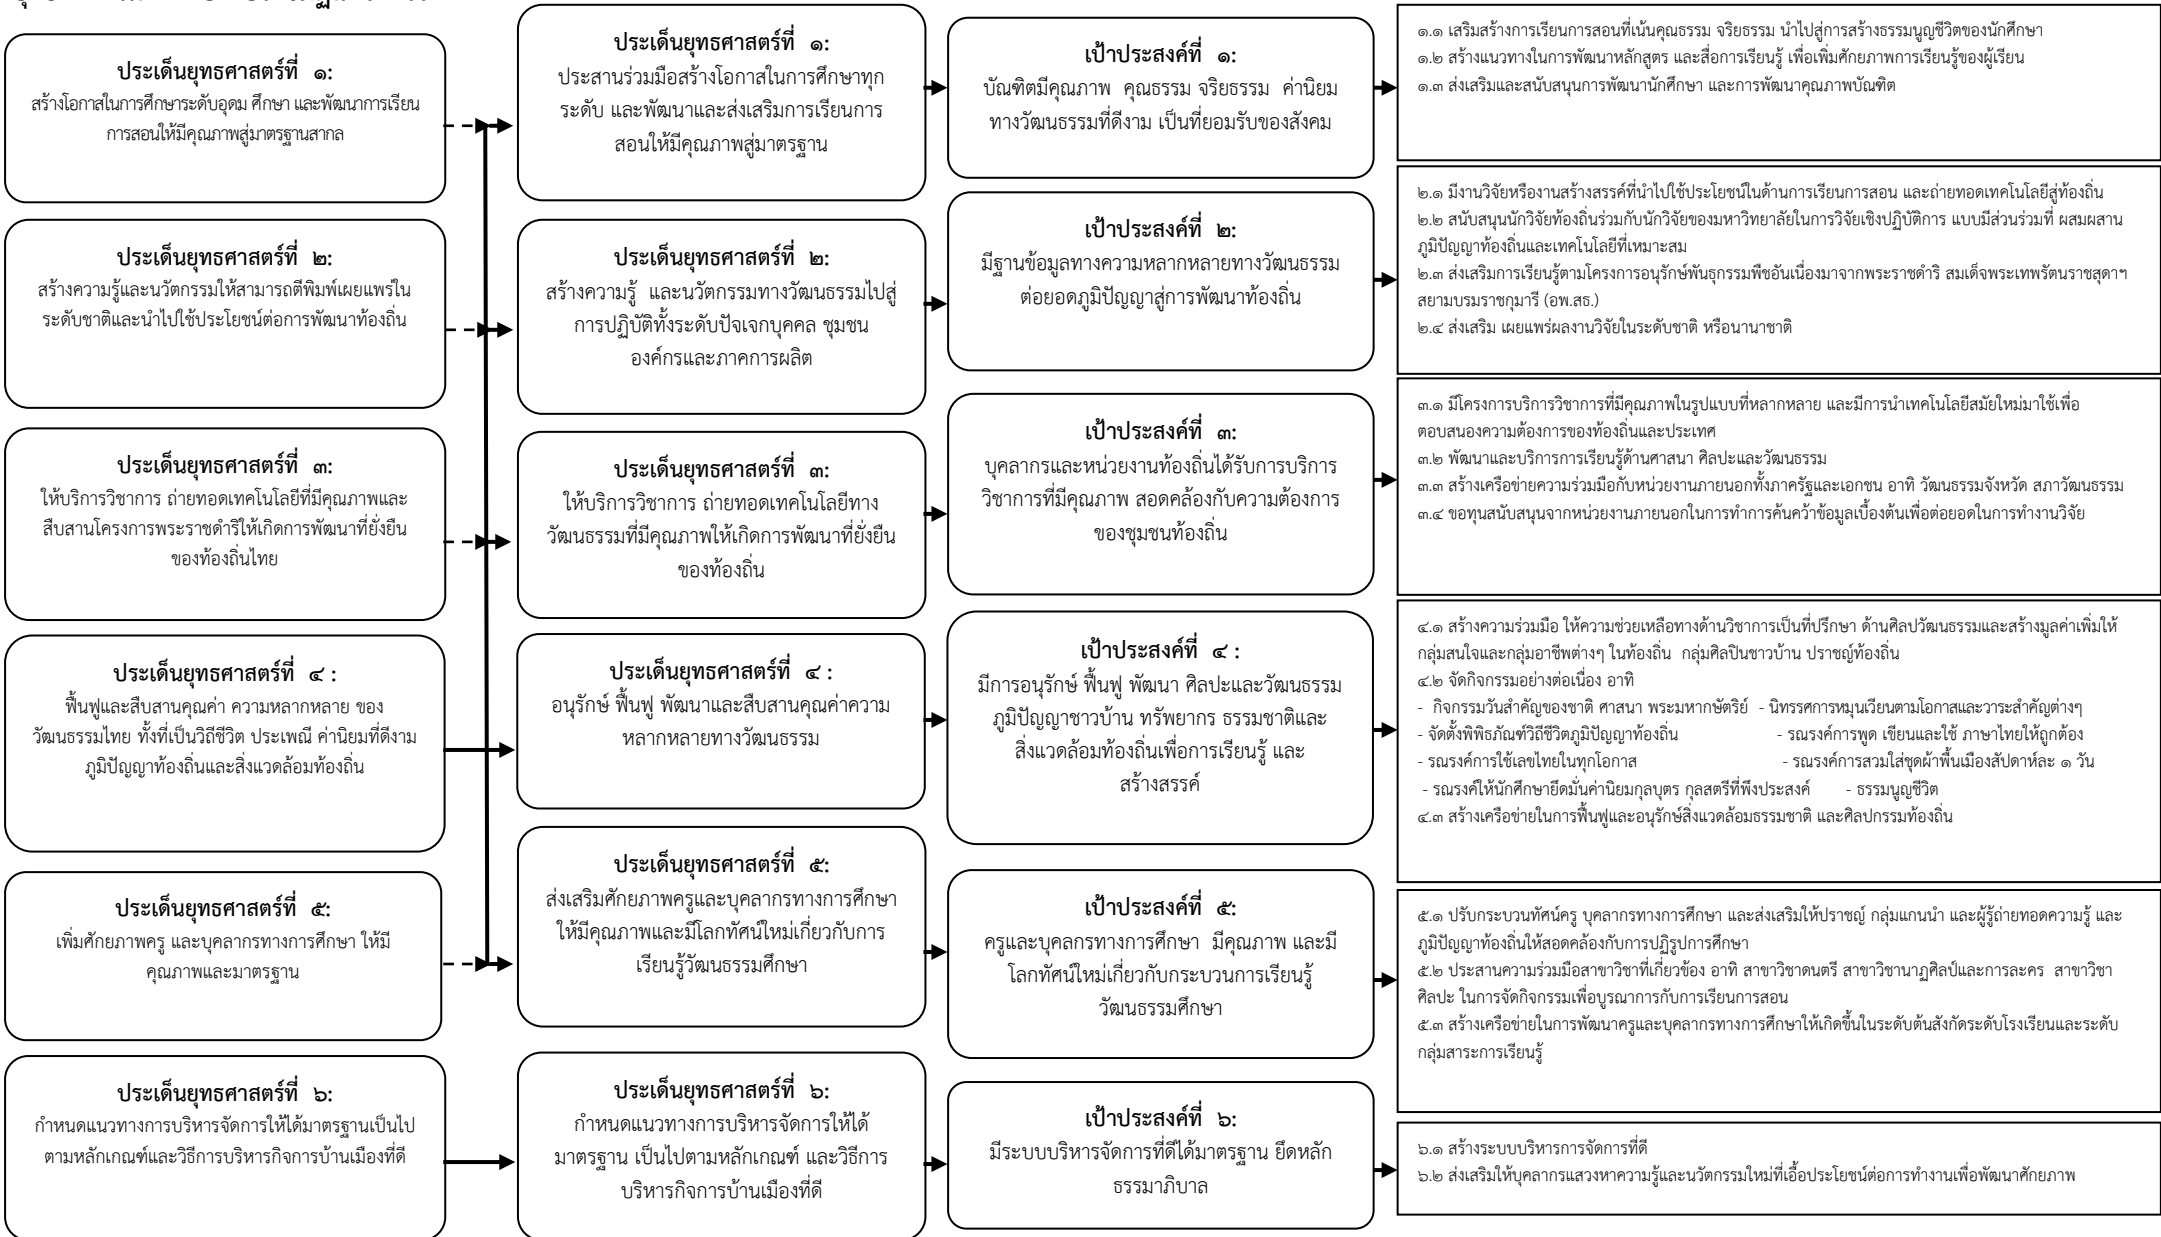 ประเด็นยุทธศาสตร์ที่ ๑:
สร้างโอกาสในการศึกษาระดับอุดม ศึกษา และพัฒนาการเรียน
การสอนให้มีคุณภาพสู่มาตรฐานสากล
ประเด็นยุทธศาสตร์ที่ ๒:
สร้างความรู้และนวัตกรรมให้สามารถตีพิมพ์เผยแพร่ใน
ระดับชาติและนำไปใช้ประโยชน์ต่อการพัฒนาท้องถิ่น
ประเด็นยุทธศาสตร์ที่ ๓:
ให้บริการวิชาการ ถ่ายทอดเทคโนโลยีที่มีคุณภาพและ
สืบสานโครงการพระราชดำริให้เกิดการพัฒนาที่ยั่งยืน
ของท้องถิ่นไทย
ประเด็นยุทธศาสตร์ที่ ๔ :
ฟื้นฟูและสืบสานคุณค่า ความหลากหลาย ของ
วัฒนธรรมไทย ทั้งที่เป็นวิถีชีวิต ประเพณี ค่านิยมที่ดีงาม
ภูมิปัญญาท้องถิ่นและสิ่งแวดล้อมท้องถิ่น
ประเด็นยุทธศาสตร์ที่ ๕:
เพิ่มศักยภาพครู และบุคลากรทางการศึกษา ให้มี
คุณภาพและมาตรฐาน
ประเด็นยุทธศาสตร์ที่ ๖:
กำหนดแนวทางการบริหารจัดการให้ได้มาตรฐานเป็นไป
ตามหลักเกณฑ์และวิธีการบริหารกิจการบ้านเมืองที่ดี
ประเด็นยุทธศาสตร์ที่ ๑:
ประสานร่วมมือสร้างโอกาสในการศึกษาทุก
ระดับ และพัฒนาและส่งเสริมการเรียนการ
สอนให้มีคุณภาพสู่มาตรฐาน
ประเด็นยุทธศาสตร์ที่ ๒:
สร้างความรู้ และนวัตกรรมทางวัฒนธรรมไปสู่
การปฏิบัติทั้งระดับปัจเจกบุคคล ชุมชน
องค์กรและภาคการผลิต
ประเด็นยุทธศาสตร์ที่ ๓:
ให้บริการวิชาการ ถ่ายทอดเทคโนโลยีทาง
วัฒนธรรมที่มีคุณภาพให้เกิดการพัฒนาที่ยั่งยืน
ของท้องถิ่น
ประเด็นยุทธศาสตร์ที่ ๔ :
อนุรักษ์ ฟื้นฟู พัฒนาและสืบสานคุณค่าความ
หลากหลายทางวัฒนธรรม
ประเด็นยุทธศาสตร์ที่ ๕:
ส่งเสริมศักยภาพครูและบุคลากรทางการศึกษา
ให้มีคุณภาพและมีโลกทัศน์ใหม่เกี่ยวกับการ
เรียนรู้วัฒนธรรมศึกษา
ประเด็นยุทธศาสตร์ที่ ๖:
กำหนดแนวทางการบริหารจัดการให้ได้
มาตรฐาน เป็นไปตามหลักเกณฑ์ และวิธีการ
บริหารกิจการบ้านเมืองที่ดี
เป้าประสงค์ที่ ๑:
บัณฑิตมีคุณภาพ คุณธรรม จริยธรรม ค่านิยม
ทางวัฒนธรรมที่ดีงาม เป็นที่ยอมรับของสังคม
เป้าประสงค์ที่ ๒:
มีฐานข้อมูลทางความหลากหลายทางวัฒนธรรม
ต่อยอดภูมิปัญญาสู่การพัฒนาท้องถิ่น
เป้าประสงค์ที่ ๓:
บุคลากรและหน่วยงานท้องถิ่นได้รับการบริการ
วิชาการที่มีคุณภาพ สอดคล้องกับความต้องการ
ของชุมชนท้องถิ่น
เป้าประสงค์ที่ ๔ :
มีการอนุรักษ์ ฟื้นฟู พัฒนา ศิลปะและวัฒนธรรม
ภูมิปัญญาชาวบ้าน ทรัพยากร ธรรมชาติและ
สิ่งแวดล้อมท้องถิ่นเพื่อการเรียนรู้ และ
สร้างสรรค์
เป้าประสงค์ที่ ๕:
ครูและบุคลกรทางการศึกษา มีคุณภาพ และมี
โลกทัศน์ใหม่เกี่ยวกับกระบวนการเรียนรู้
วัฒนธรรมศึกษา
เป้าประสงค์ที่ ๖:
มีระบบบริหารจัดการที่ดีได้มาตรฐาน ยึดหลัก
ธรรมาภิบาล
๑.๑ เสริมสร้างการเรียนการสอนที่เน้นคุณธรรม จริยธรรม นำไปสู่การสร้างธรรมนูญชีวิตของนักศึกษา
๑.๒ สร้างแนวทางในการพัฒนาหลักสูตร และสื่อการเรียนรู้ เพื่อเพิ่มศักยภาพการเรียนรู้ของผู้เรียน
๑.๓ ส่งเสริมและสนับสนุนการพัฒนานักศึกษา และการพัฒนาคุณภาพบัณฑิต
๒.๑ มีงานวิจัยหรืองานสร้างสรรค์ที่นำไปใช้ประโยชน์ในด้านการเรียนการสอน และถ่ายทอดเทคโนโลยีสู่ท้องถิ่น
๒.๒ สนับสนุนนักวิจัยท้องถิ่นร่วมกับนักวิจัยของมหาวิทยาลัยในการวิจัยเชิงปฏิบัติการ แบบมีส่วนร่วมที่ ผสมผสาน
ภูมิปัญญาท้องถิ่นและเทคโนโลยีที่เหมาะสม
๒.๓ ส่งเสริมการเรียนรู้ตามโครงการอนุรักษ์พันธุกรรมพืชอันเนื่องมาจากพระราชดำริ สมเด็จพระเทพรัตนราชสุดาฯ
สยามบรมราชกุมารี (อพ.สธ.)
๒.๔ ส่งเสริม เผยแพร่ผลงานวิจัยในระดับชาติ หรือนานาชาติ
๓.๑ มีโครงการบริการวิชาการที่มีคุณภาพในรูปแบบที่หลากหลาย และมีการนำเทคโนโลยีสมัยใหม่มาใช้เพื่อ
ตอบสนองความต้องการของท้องถิ่นและประเทศ
๓.๒ พัฒนาและบริการการเรียนรู้ด้านศาสนา ศิลปะและวัฒนธรรม
๓.๓ สร้างเครือข่ายความร่วมมือกับหน่วยงานภายนอกทั้งภาครัฐและเอกชน อาทิ วัฒนธรรมจังหวัด สภาวัฒนธรรม
๓.๔ ขอทุนสนับสนุนจากหน่วยงานภายนอกในการทำการค้นคว้าข้อมูลเบื้องต้นเพื่อต่อยอดในการทำงานวิจัย
๔.๑ สร้างความร่วมมือ ให้ความช่วยเหลือทางด้านวิชาการเป็นที่ปรึกษา ด้านศิลปวัฒนธรรมและสร้างมูลค่าเพิ่มให้
กลุ่มสนใจและกลุ่มอาชีพต่างๆ ในท้องถิ่น กลุ่มศิลปินชาวบ้าน ปราชญ์ท้องถิ่น
๔.๒ จัดกิจกรรมอย่างต่อเนื่อง อาทิ
- กิจกรรมวันสำคัญของชาติ ศาสนา พระมหากษัตริย์ - นิทรรศการหมุนเวียนตามโอกาสและวาระสำคัญต่างๆ
- จัดตั้งพิพิธภัณฑ์วิถีชีวิตภูมิปัญญาท้องถิ่น - รณรงค์การพูด เขียนและใช้ ภาษาไทยให้ถูกต้อง
- รณรงค์การใช้เลขไทยในทุกโอกาส - รณรงค์การสวมใส่ชุดผ้าพื้นเมืองสัปดาห์ละ ๑ วัน
- รณรงค์ให้นักศึกษายึดมั่นค่านิยมกุลบุตร กุลสตรีที่พึงประสงค์ - ธรรมนูญชีวิต
๔.๓ สร้างเครือข่ายในการฟื้นฟูและอนุรักษ์สิ่งแวดล้อมธรรมชาติ และศิลปกรรมท้องถิ่น
๕.๑ ปรับกระบวนทัศน์ครู บุคลากรทางการศึกษา และส่งเสริมให้ปราชญ์ กลุ่มแกนนำ และผู้รู้ถ่ายทอดความรู้ และ
ภูมิปัญญาท้องถิ่นให้สอดคล้องกับการปฏิรูปการศึกษา
๕.๒ ประสานความร่วมมือสาขาวิชาที่เกี่ยวข้อง อาทิ สาขาวิชาดนตรี สาขาวิชานาฏศิลป์และการละคร สาขาวิชา
ศิลปะ ในการจัดกิจกรรมเพื่อบูรณาการกับการเรียนการสอน
๕.๓ สร้างเครือข่ายในการพัฒนาครูและบุคลากรทางการศึกษาให้เกิดขึ้นในระดับต้นสังกัดระดับโรงเรียนและระดับ
กลุ่มสาระการเรียนรู้
๖.๑ สร้างระบบบริหารการจัดการที่ดี
๖.๒ ส่งเสริมให้บุคลากรแสวงหาความรู้และนวัตกรรมใหม่ที่เอื้อประโยชน์ต่อการทำงานเพื่อพัฒนาศักยภาพ